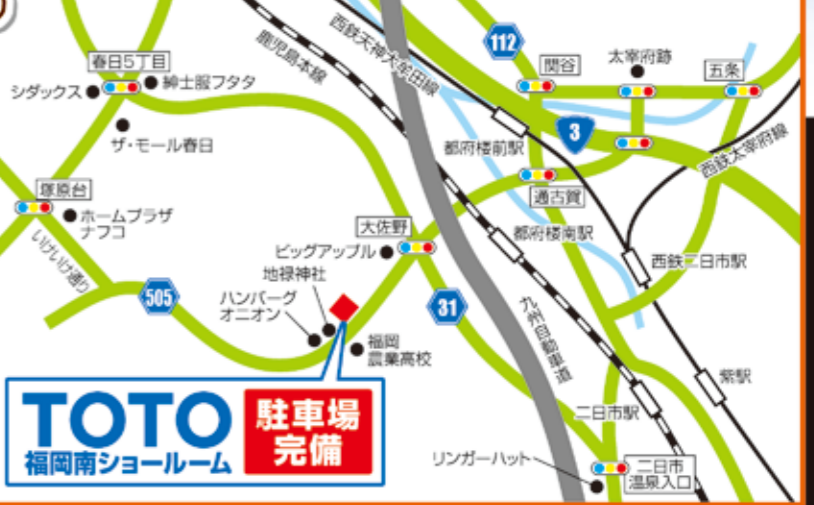 112
関谷
太宰府跡
五条
西鉄天神大牟田線
鹿児島本線
春日5丁目
シダックス
紳士服フタタ
ザ・モール春日
3
都府楼前駅
西鉄太宰府線
通古賀
塚原台
ホームプラザ
ナフコ
いけいけ通り
大佐野
ビッグアップル
都府楼南駅
西鉄二日市駅
地禄神社
505
ハンバーグ
オニオン
31
福岡
農業高校
九州自動車道
紫駅
TOTO
福岡南ショールーム
駐車場
完備
二日市駅
リンガーハット
二日市
温泉入口